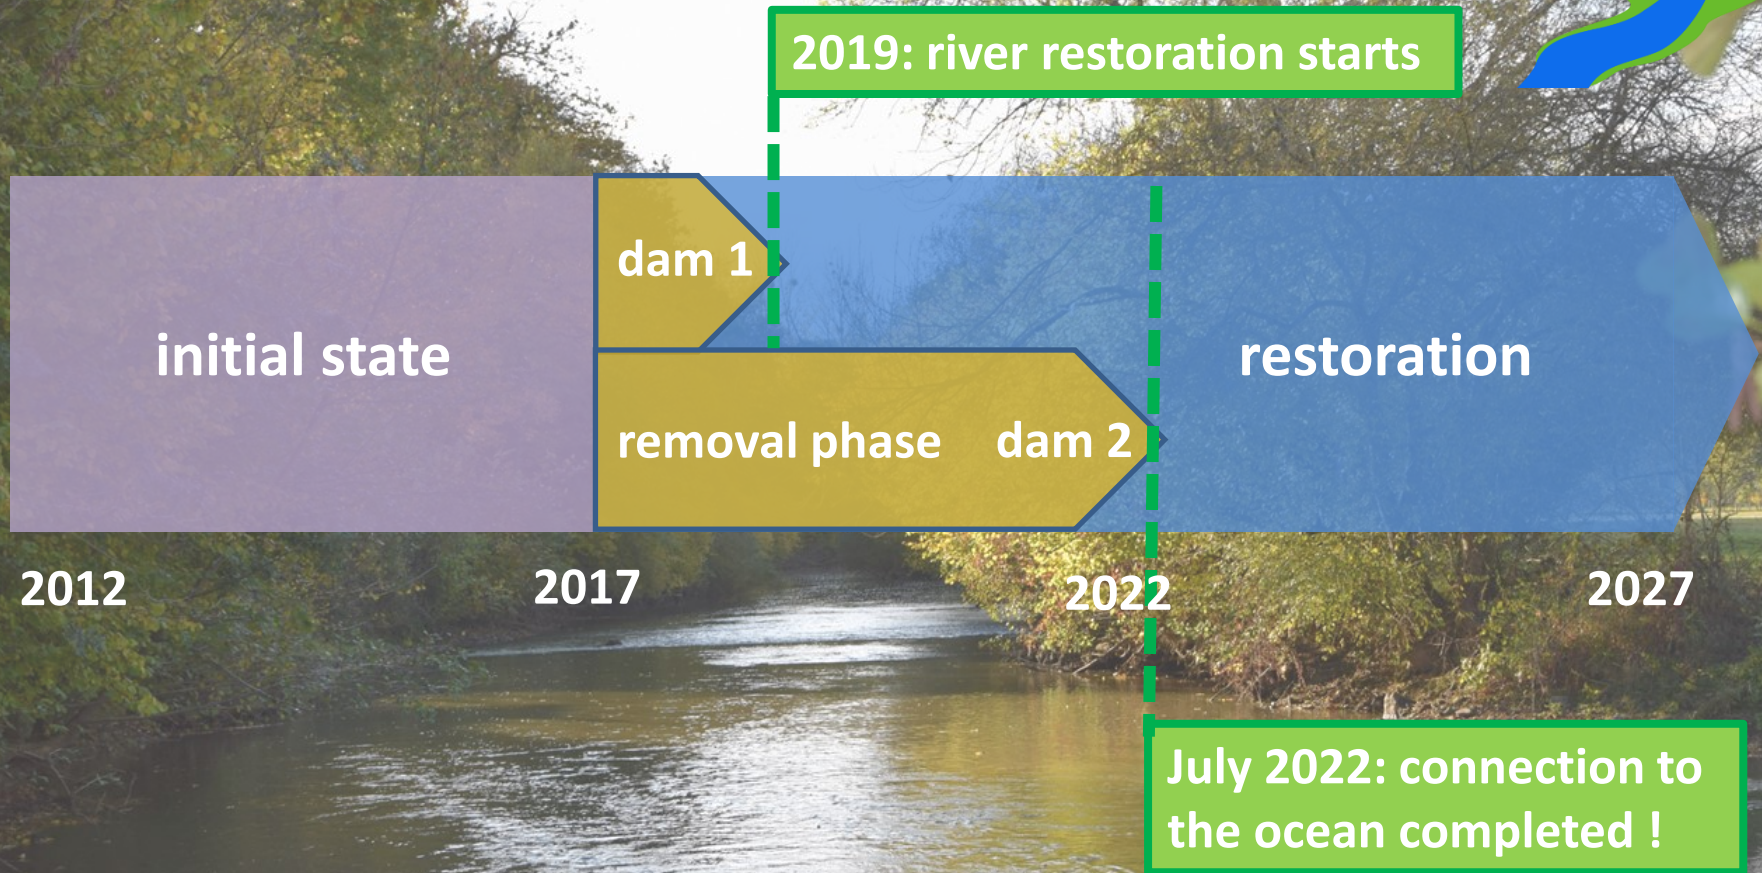 2019: river restoration starts
dam 1
initial state
restoration
removal phase dam 2
2012
2017
2022
2027
July 2022: connection to
the ocean completed !